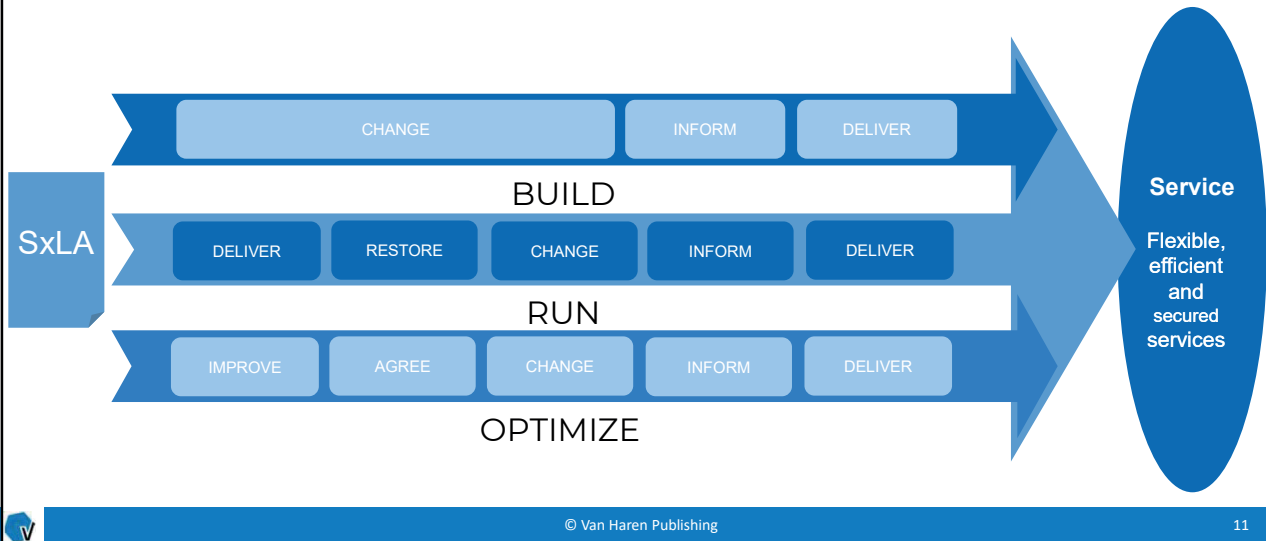 CHANGE INFORM DELIVER
BUILD
SxLA
DELIVER RESTORE CHANGE INFORM DELIVER
RUN
IMPROVE AGREE CHANGE INFORM DELIVER
OPTIMIZE
Service
Flexible,
efficient
and
secured
services
V
© Van Haren Publishing
11